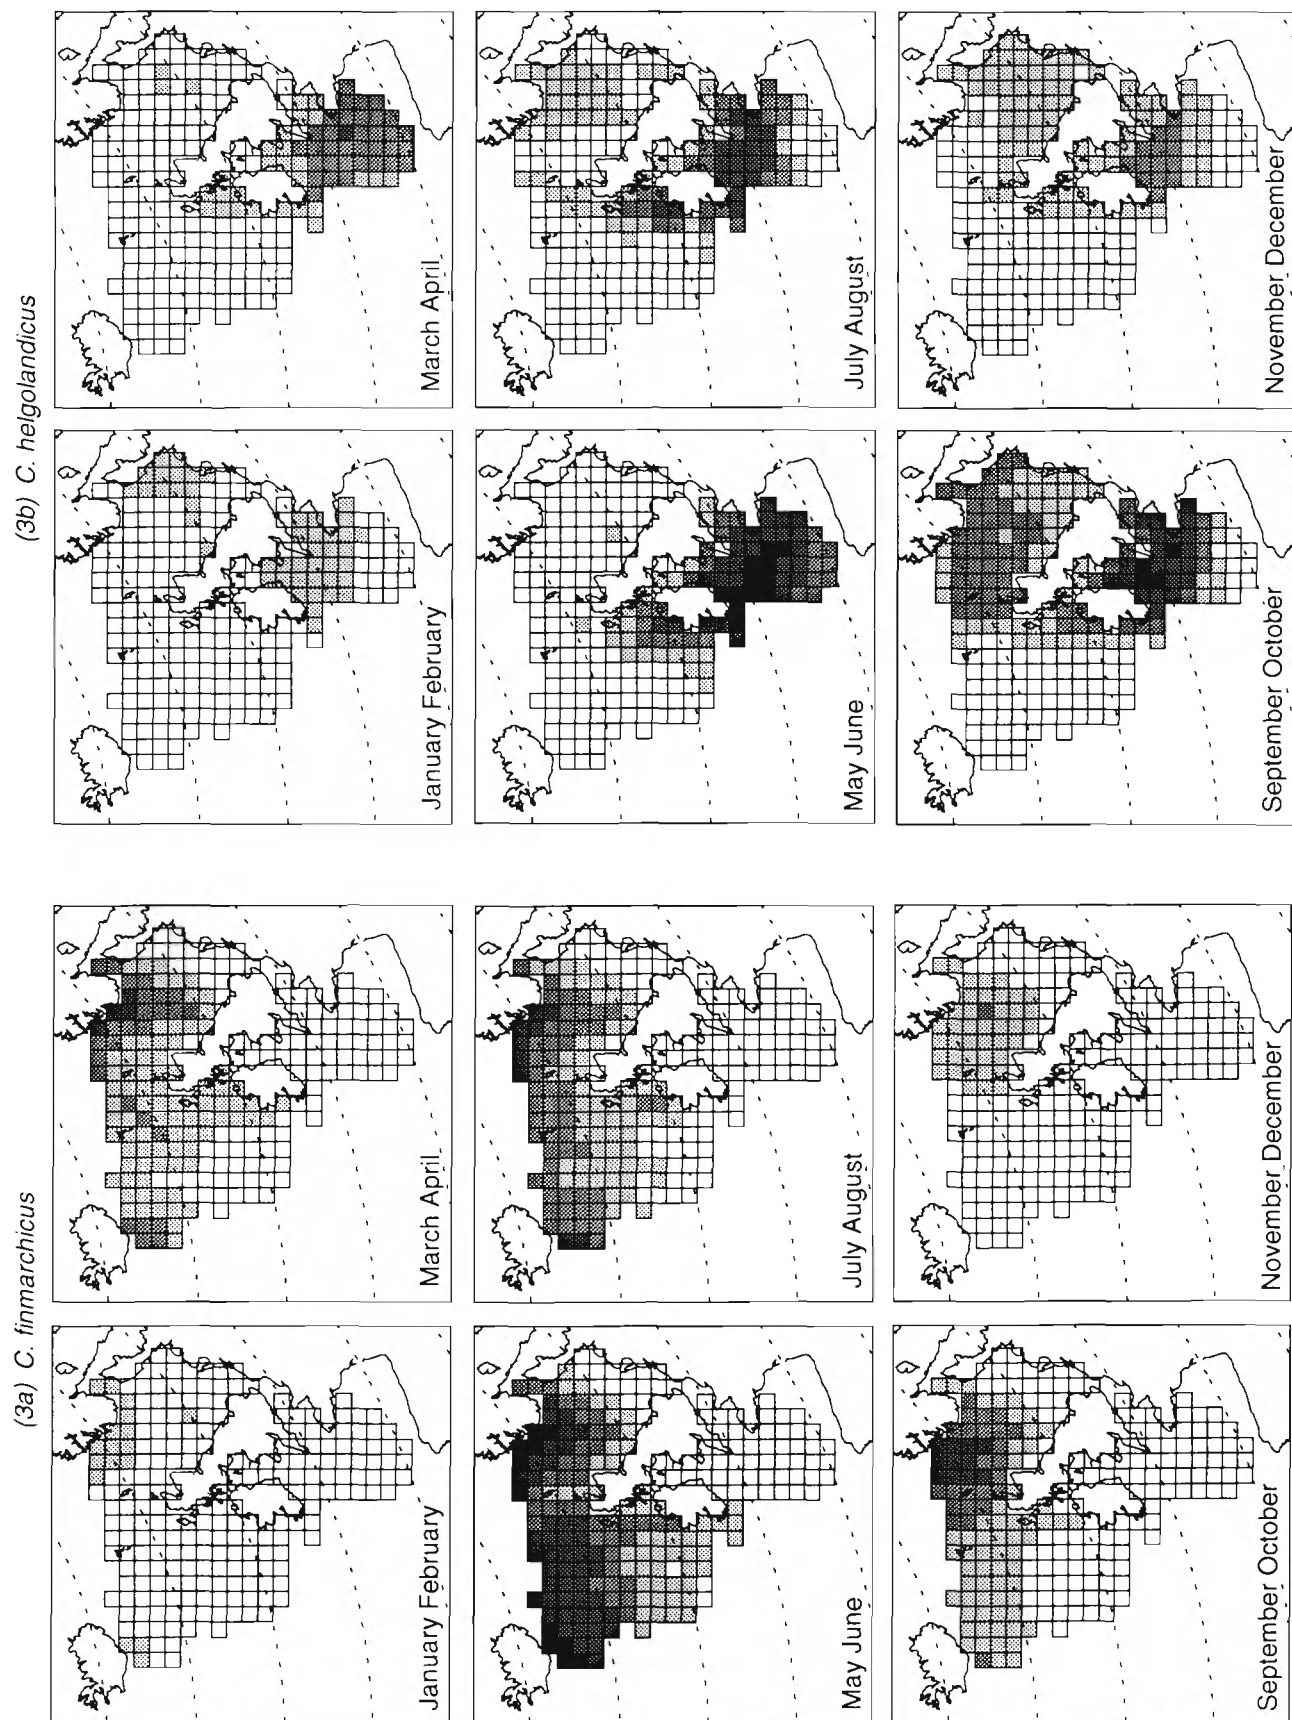 (3a) C. finmarchicus
January February
March April
May June
July August
September October
November December
(3b) C. helgolandicus
January February
March April
May June
July August
September October
November December